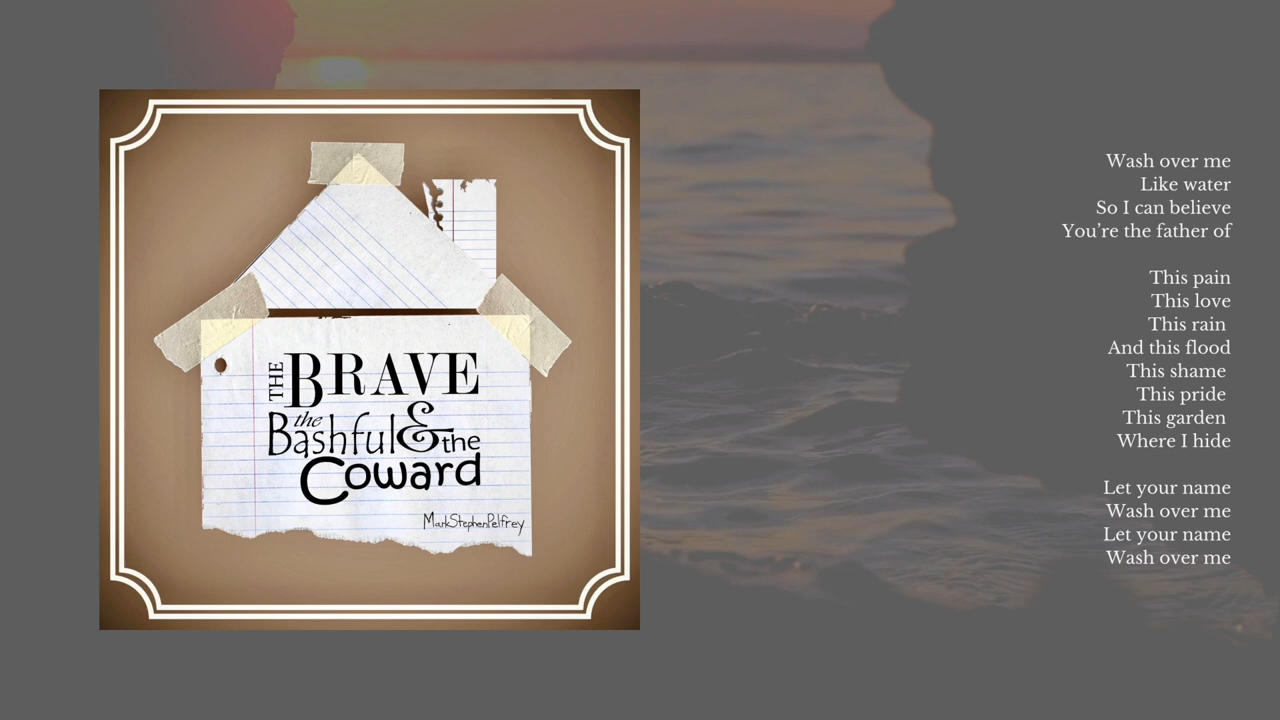 THE BRAVE
the
Bashful & the
Coward
MarkStephenPelfrey
Wash over me
Like water
So I can believe
You’re the father of
This pain
This love
This rain
And this flood
This shame
This pride
This garden
Where I hide
Let your name
Wash over me
Let your name
Wash over me